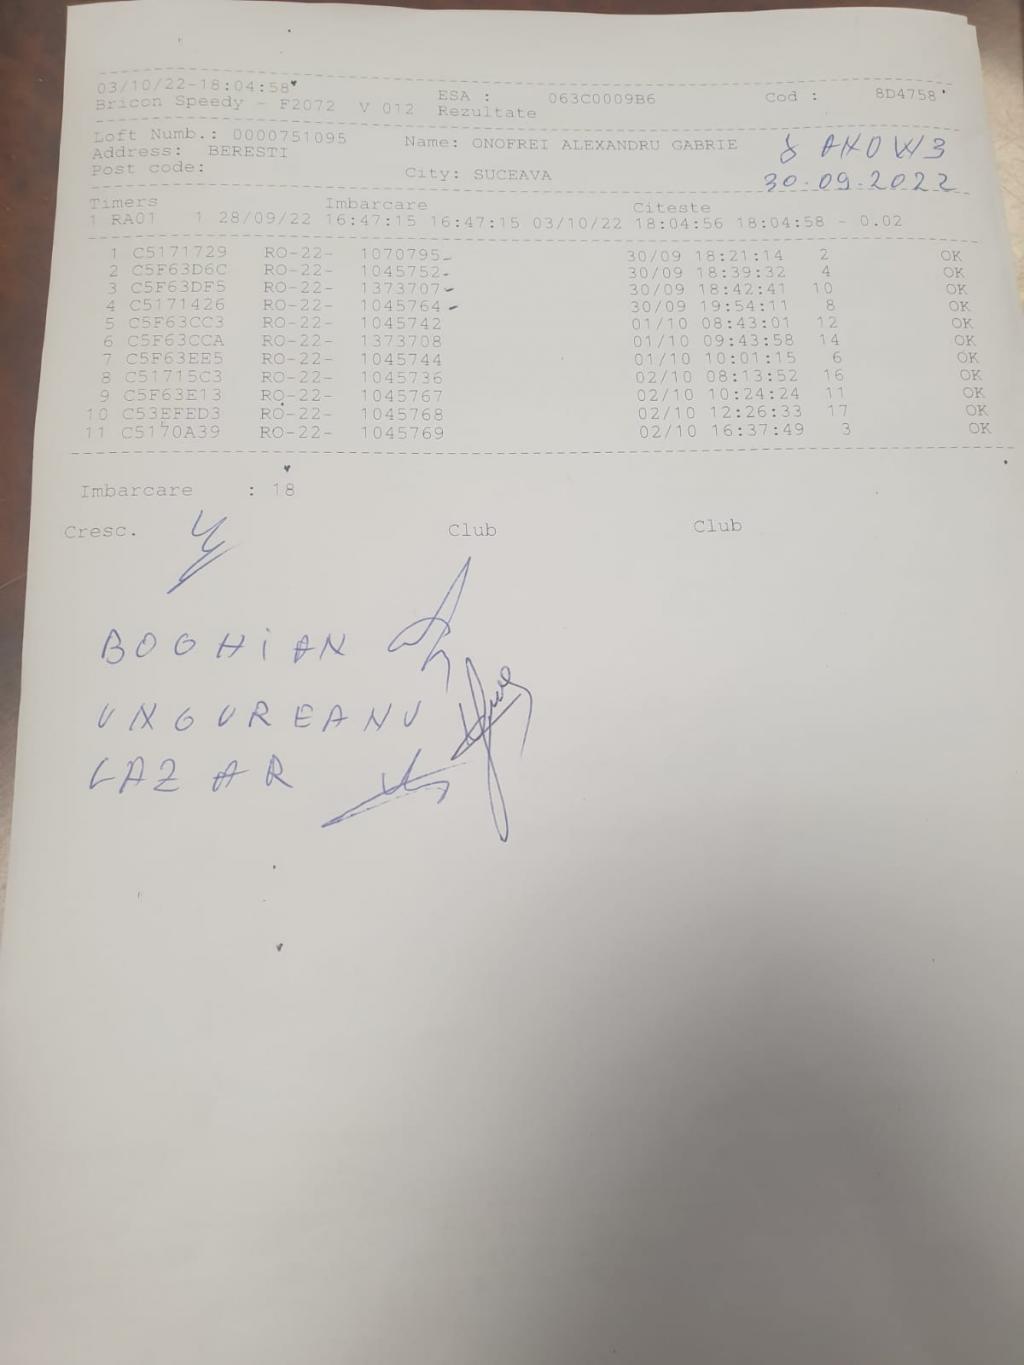 03/10/22-18:04:58
Bricon Speedy - F2072 V 012
ESA : 063C0009B6 Cod : 8D4758
Rezultate
Loft Numb.: 0000751095 Name: ONOFREI ALEXANDRU GABRIE
Address: BERESTI
Post code: City: SUCEAVA
30.09.2022
Timers Imbarcare Citeste
1 RA01 1 28/09/22 16:47:15 16:47:15 03/10/22 18:04:56 18:04:58 - 0.02
1 C5171729 RO-22- 1070795 30/09 18:21:14 2 OK
2 C5F63D6C RO-22- 1045752 30/09 18:39:32 4 OK
3 C5F63DF5 RO-22- 1373707 30/09 18:42:41 10 OK
4 C5171426 RO-22- 1045764 30/09 19:54:11 8 OK
5 C5F63CC3 RO-22- 1045742 01/10 08:43:01 12 OK
6 C5F63CCA RO-22- 1373708 01/10 09:43:58 14 OK
7 C5F63EE5 RO-22- 1045744 01/10 10:01:15 6 OK
8 C51715C3 RO-22- 1045736 02/10 08:13:52 16 OK
9 C5F63E13 RO-22- 1045767 02/10 10:24:24 11 OK
10 C53EFED3 RO-22- 1045768 02/10 12:26:33 17 OK
11 C5170A39 RO-22- 1045769 02/10 16:37:49 3 OK
Imbarcare : 18
Cresc. Club Club
BOGHIAN
UNGUREANU
LAZAR